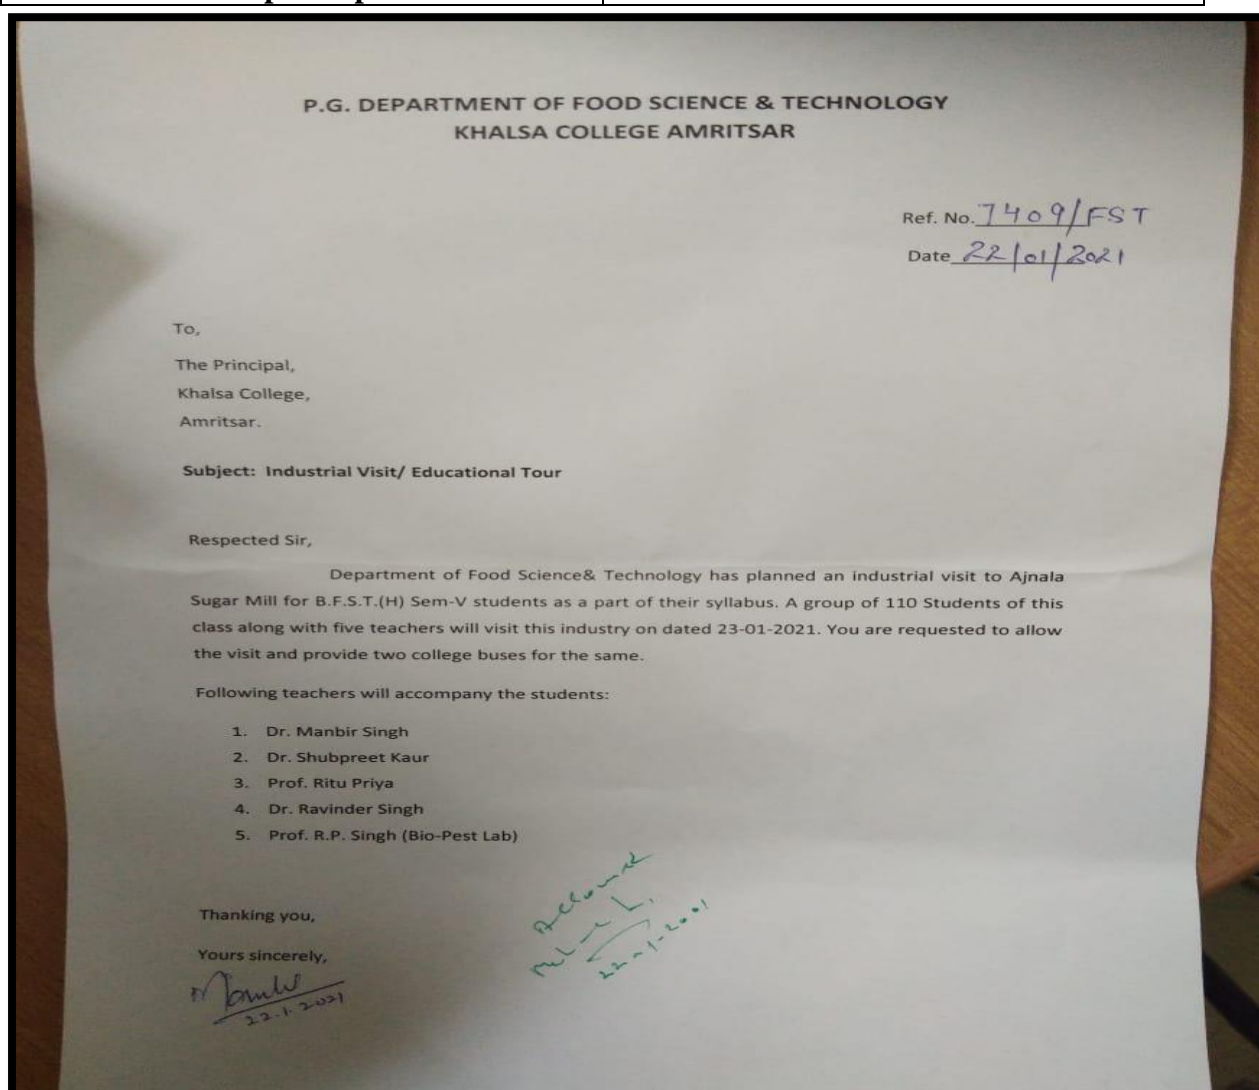 P.G. DEPARTMENT OF FOOD SCIENCE & TECHNOLOGY
KHALSA COLLEGE AMRITSAR
Ref. No. 7409/FST
Date 22/01/2021
To,
The Principal,
Khalsa College,
Amritsar.
Subject: Industrial Visit/ Educational Tour
Respected Sir,
Department of Food Science& Technology has planned an industrial visit to Ajnala
Sugar Mill for B.F.S.T.(H) Sem-V students as a part of their syllabus. A group of 110 Students of this
class along with five teachers will visit this industry on dated 23-01-2021. You are requested to allow
the visit and provide two college buses for the same.
Following teachers will accompany the students:
1. Dr. Manbir Singh
2. Dr. Shubpreet Kaur
3. Prof. Ritu Priya
4. Dr. Ravinder Singh
5. Prof. R.P. Singh (Bio-Pest Lab)
Allowed
22-1-2001
Thanking you,
Yours sincerely,
22.1.2021